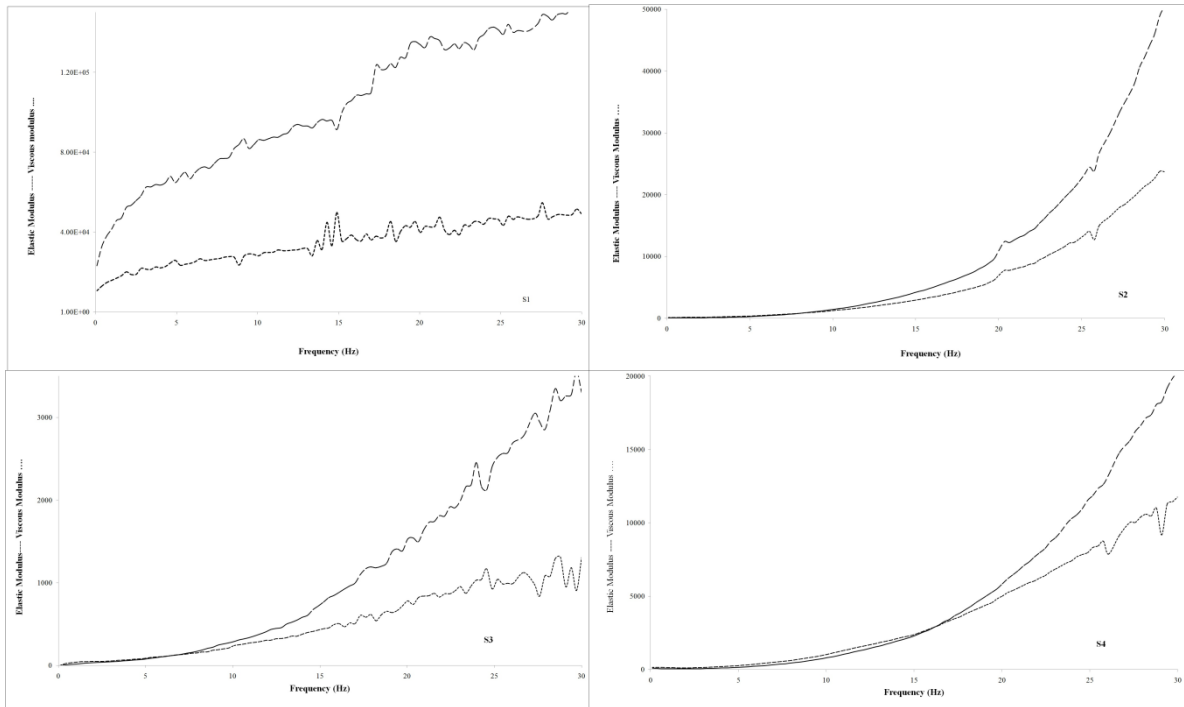 Elastic Modulus ----- Viscous modulus ....
1.20E+05
8.00E+04
4.00E+04
1.00E+00
0 5 10 15 20 25 30
S1
Frequency (Hz)
Elastic Modulus ---- Viscous Modulus ....
50000
40000
30000
20000
10000
0
0 5 10 15 20 25 30
S2
Frequency (Hz)
Elastic Modulus---- Viscous Modulus ....
3000
2000
1000
0
0 5 10 15 20 25 30
S3
Frequency (Hz)
Elastic Modulus ---- Viscous Modulus ....
20000
15000
10000
5000
0
0 5 10 15 20 25 30
S4
Frequency (Hz)